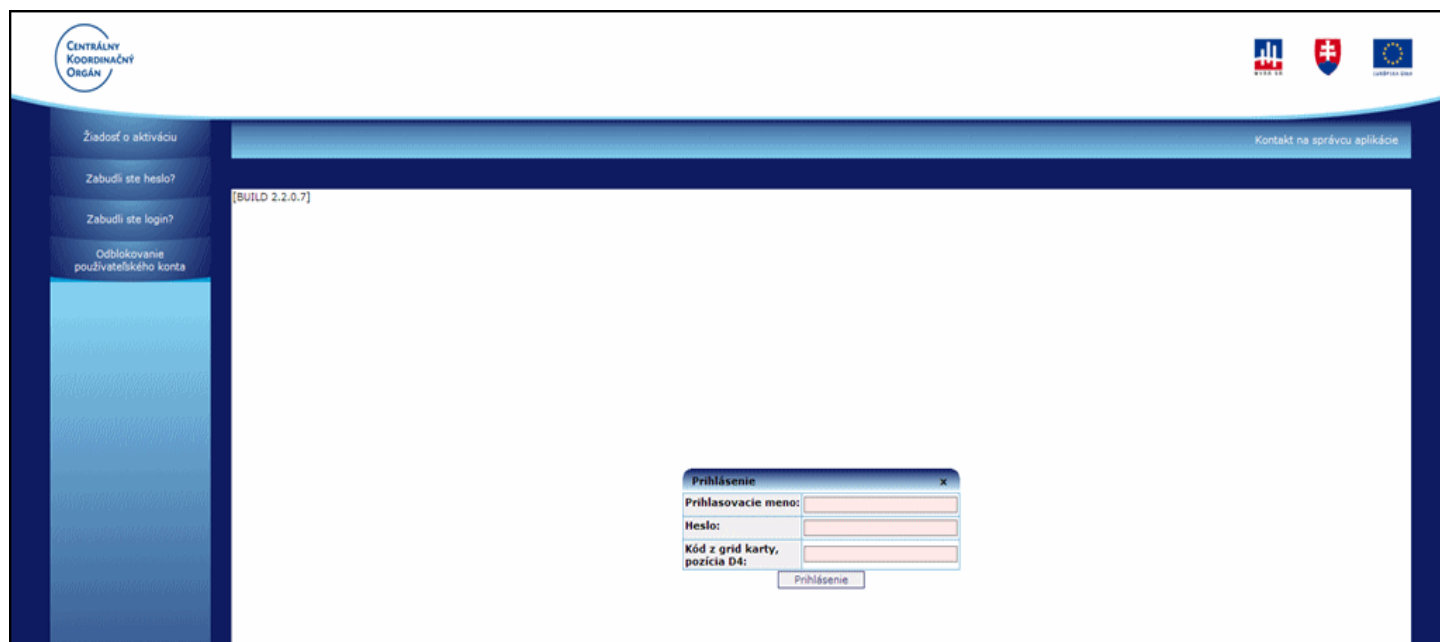 CENTRÁLNY
KOORDINAČNÝ
ORGÁN
Žiadosť o aktiváciu
Kontakt na správcu aplikácie
Zabudli ste heslo?
[BUILD 2.2.0.7]
Zabudli ste login?
Odblokovanie
používateľského konta
Prihlásenie x
Prihlasovacie meno:
Heslo:
Kód z grid karty,
pozícia D4:
Prihlásenie